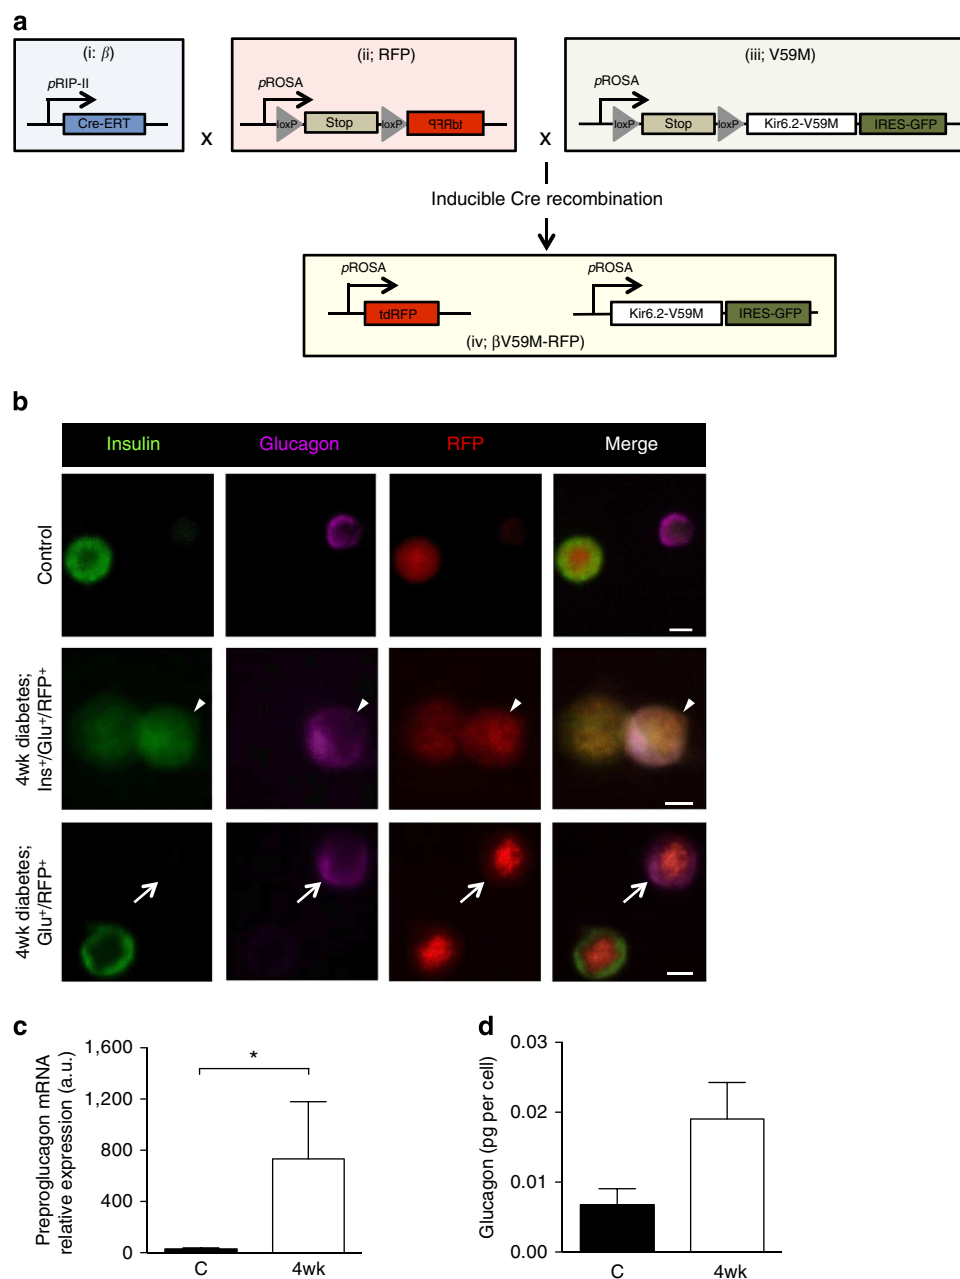 a
(i: β)
pRIP-II
Cre-ERT
x
(ii; RFP)
pROSA
loxP
Stop
loxP
tdRFP
x
(iii; V59M)
pROSA
loxP
Stop
loxP
Kir6.2-V59M
IRES-GFP
Inducible Cre recombination
pROSA
tdRFP
pROSA
Kir6.2-V59M
IRES-GFP
(iv; βV59M-RFP)
b
Insulin
Glucagon
RFP
Merge
Control
4wk diabetes;
Ins+/Glu+/RFP+
4wk diabetes;
Glu+/RFP+
c
Preproglucagon mRNA
relative expression (a.u.)
1,600
1,200
800
400
0
*
C
4wk
d
Glucagon (pg per cell)
0.03
0.02
0.01
0.00
C
4wk